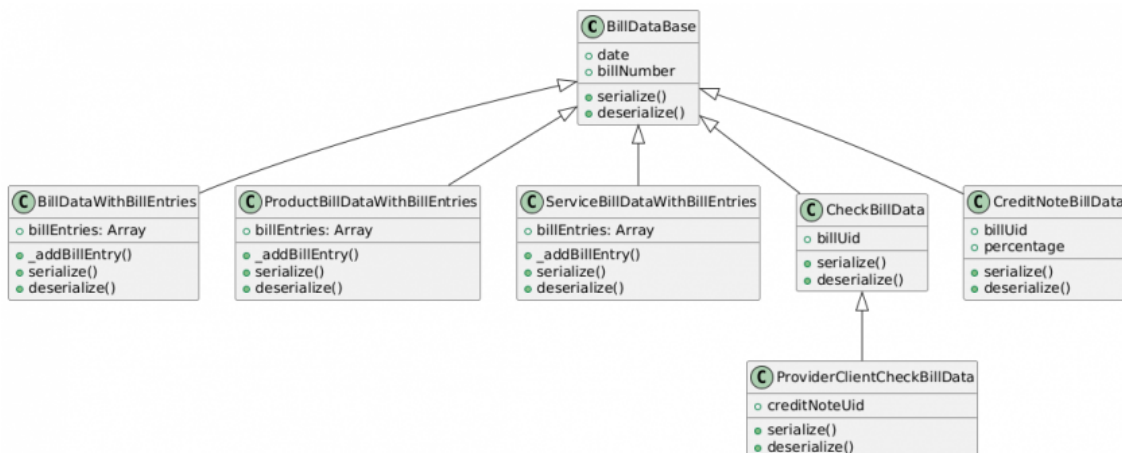 C BillDataBase
date
billNumber
serialize()
deserialize()
C BillDataWithBillEntries
billEntries: Array
_addBillEntry()
serialize()
deserialize()
C ProductBillDataWithBillEntries
billEntries: Array
_addBillEntry()
serialize()
deserialize()
C ServiceBillDataWithBillEntries
billEntries: Array
_addBillEntry()
serialize()
deserialize()
C CheckBillData
billUid
serialize()
deserialize()
C CreditNoteBillData
billUid
percentage
serialize()
deserialize()
C ProviderClientCheckBillData
creditNoteUid
serialize()
deserialize()